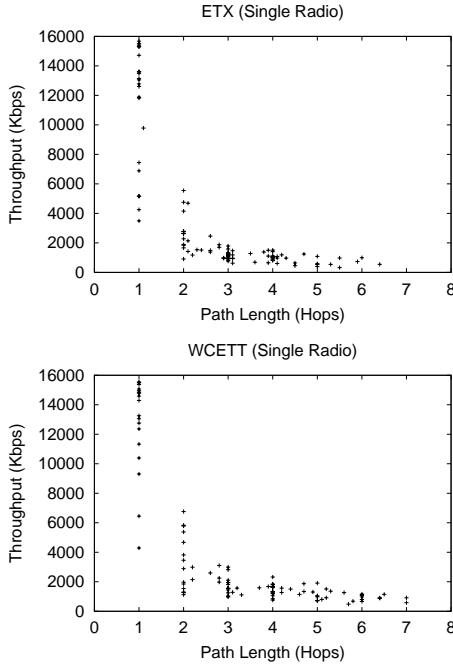 ETX (Single Radio)
Throughput (Kbps)
16000
14000
12000
10000
8000
6000
4000
2000
0
0 1 2 3 4 5 6 7 8
Path Length (Hops)
WCETT (Single Radio)
Throughput (Kbps)
16000
14000
12000
10000
8000
6000
4000
2000
0
0 1 2 3 4 5 6 7 8
Path Length (Hops)